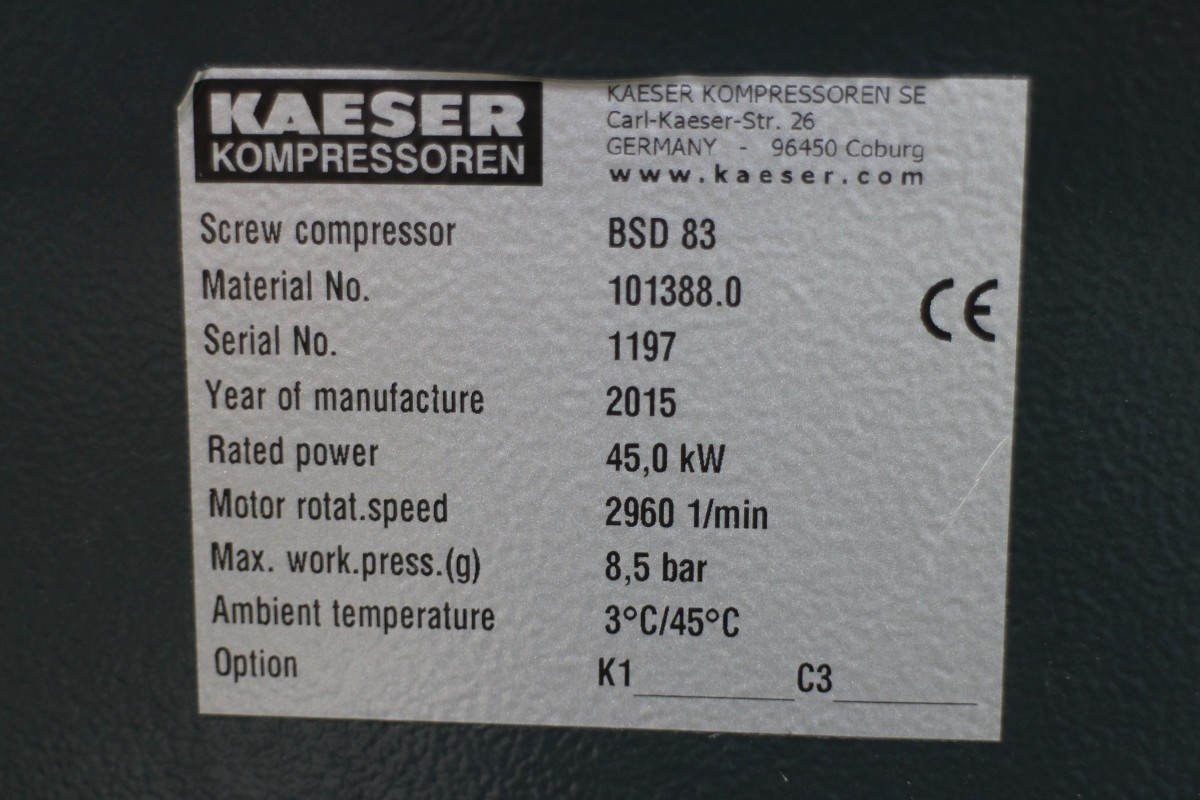 KAESER
KOMPRESSOREN
KAESER KOMPRESSOREN SE
Carl-Kaeser-Str. 26
GERMANY - 96450 Coburg
www.kaeser.com
Screw compressor BSD 83
Material No. 101388.0
CE
Serial No. 1197
Year of manufacture 2015
Rated power 45,0 kW
Motor rotat.speed 2960 1/min
Max. work.press.(g) 8,5 bar
Ambient temperature 3°C/45°C
Option K1 C3